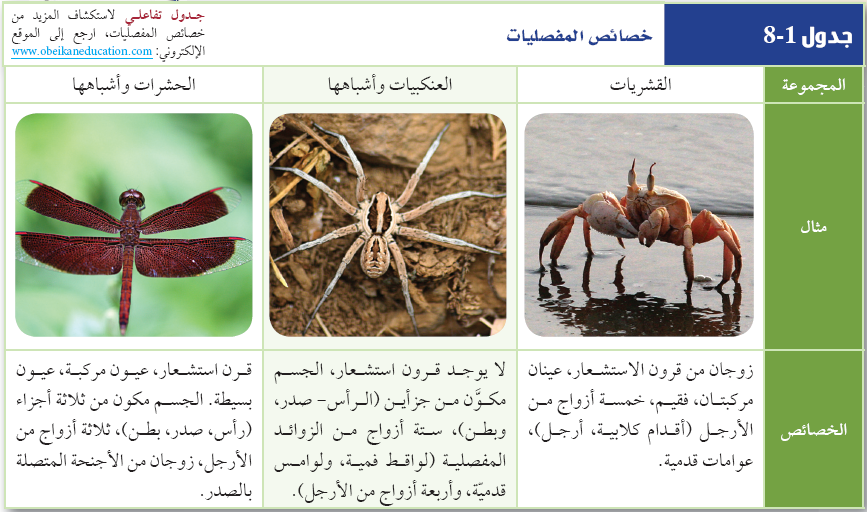 جدول 1-8
خصائص المفصليات
جدول تفاعلي لاستكشاف المزيد من
خصائص المفصليات، ارجع إلى الموقع
الإلكتروني: www.obeikaneducation.com
المجموعة
القشريات
العنكبيات وأشباهها
الحشرات وأشباهها
مثال
الخصائص
زوجان من قرون الاستشعار، عينان
مركبتان، فقيم، خمسة أزواج من
الأرجل (أقدام كلابية، أرجل)،
عوامات قدمية.
لا يوجد قرون استشعار، الجسم
مكوَّن من جزأين (الرأس- صدر،
وبطن)، ستة أزواج من الزوائد
المفصلية (لواقط فمية، ولوامس
قدميّة، وأربعة أزواج من الأرجل).
قرن استشعار، عيون مركبة، عيون
بسيطة. الجسم مكون من ثلاثة أجزاء
(رأس، صدر، بطن)، ثلاثة أزواج من
الأرجل، زوجان من الأجنحة المتصلة
بالصدر.